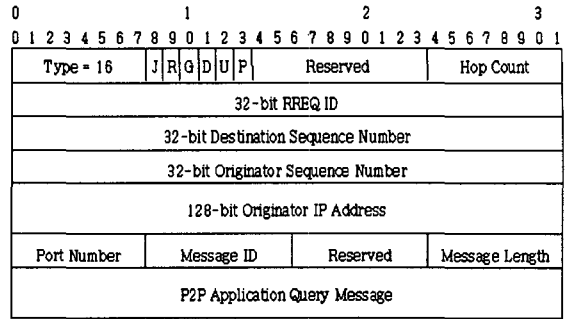 0 1 2 3
0 1 2 3 4 5 6 7 8 9 0 1 2 3 4 5 6 7 8 9 0 1 2 3 4 5 6 7 8 9 0 1
Type = 16 J R G D U P Reserved Hop Count
32-bit RREQ ID
32-bit Destination Sequence Number
32-bit Originator Sequence Number
128-bit Originator IP Address
Port Number Message ID Reserved Message Length
P2P Application Query Message